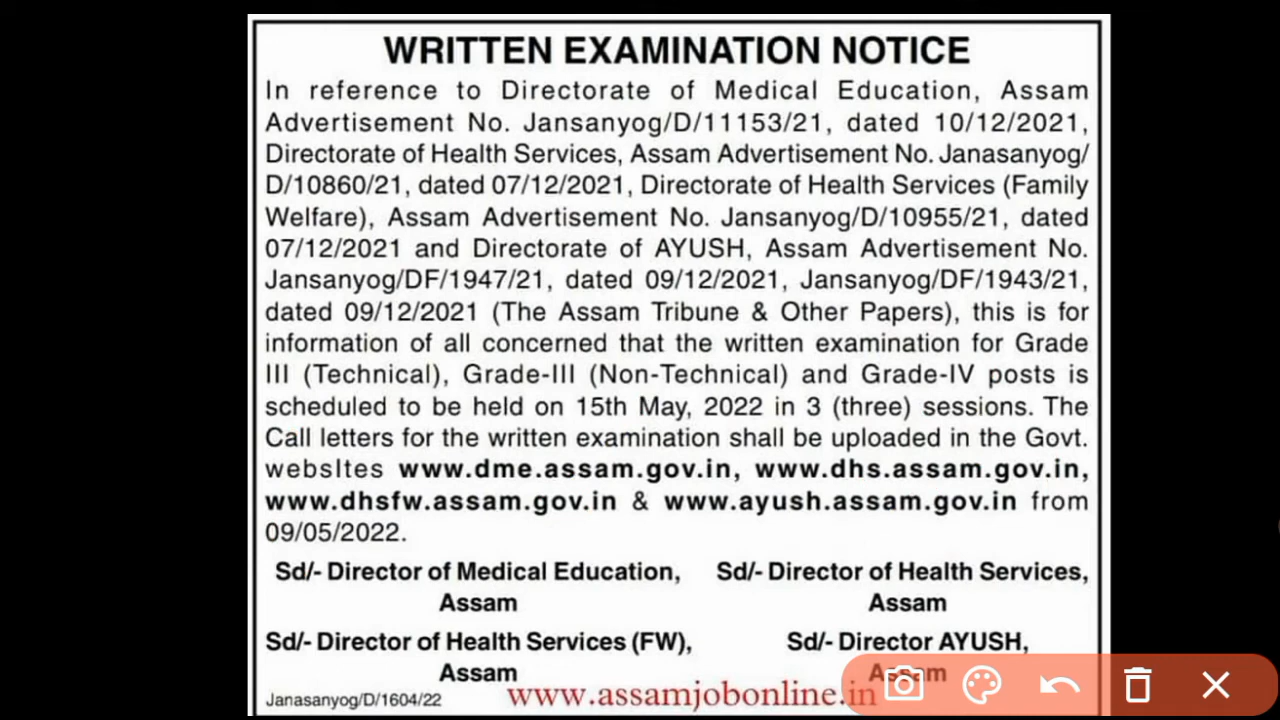 WRITTEN EXAMINATION NOTICE
In reference to Directorate of Medical Education, Assam
Advertisement No. Jansanyog/D/11153/21, dated 10/12/2021,
Directorate of Health Services, Assam Advertisement No. Janasanyog/
D/10860/21, dated 07/12/2021, Directorate of Health Services (Family
Welfare), Assam Advertisement No. Jansanyog/D/10955/21, dated
07/12/2021 and Directorate of AYUSH, Assam Advertisement No.
Jansanyog/DF/1947/21, dated 09/12/2021, Jansanyog/DF/1943/21,
dated 09/12/2021 (The Assam Tribune & Other Papers), this is for
information of all concerned that the written examination for Grade
III (Technical), Grade-III (Non-Technical) and Grade-IV posts is
scheduled to be held on 15th May, 2022 in 3 (three) sessions. The
Call letters for the written examination shall be uploaded in the Govt.
websItes www.dme.assam.gov.in, www.dhs.assam.gov.in,
www.dhsfw.assam.gov.in & www.ayush.assam.gov.in from
09/05/2022.
Sd/- Director of Medical Education, Sd/- Director of Health Services,
Assam Assam
Sd/- Director of Health Services (FW), Sd/- Director AYUSH,
Assam Assam
Janasanyog/D/1604/22 www.assamjobonline.in